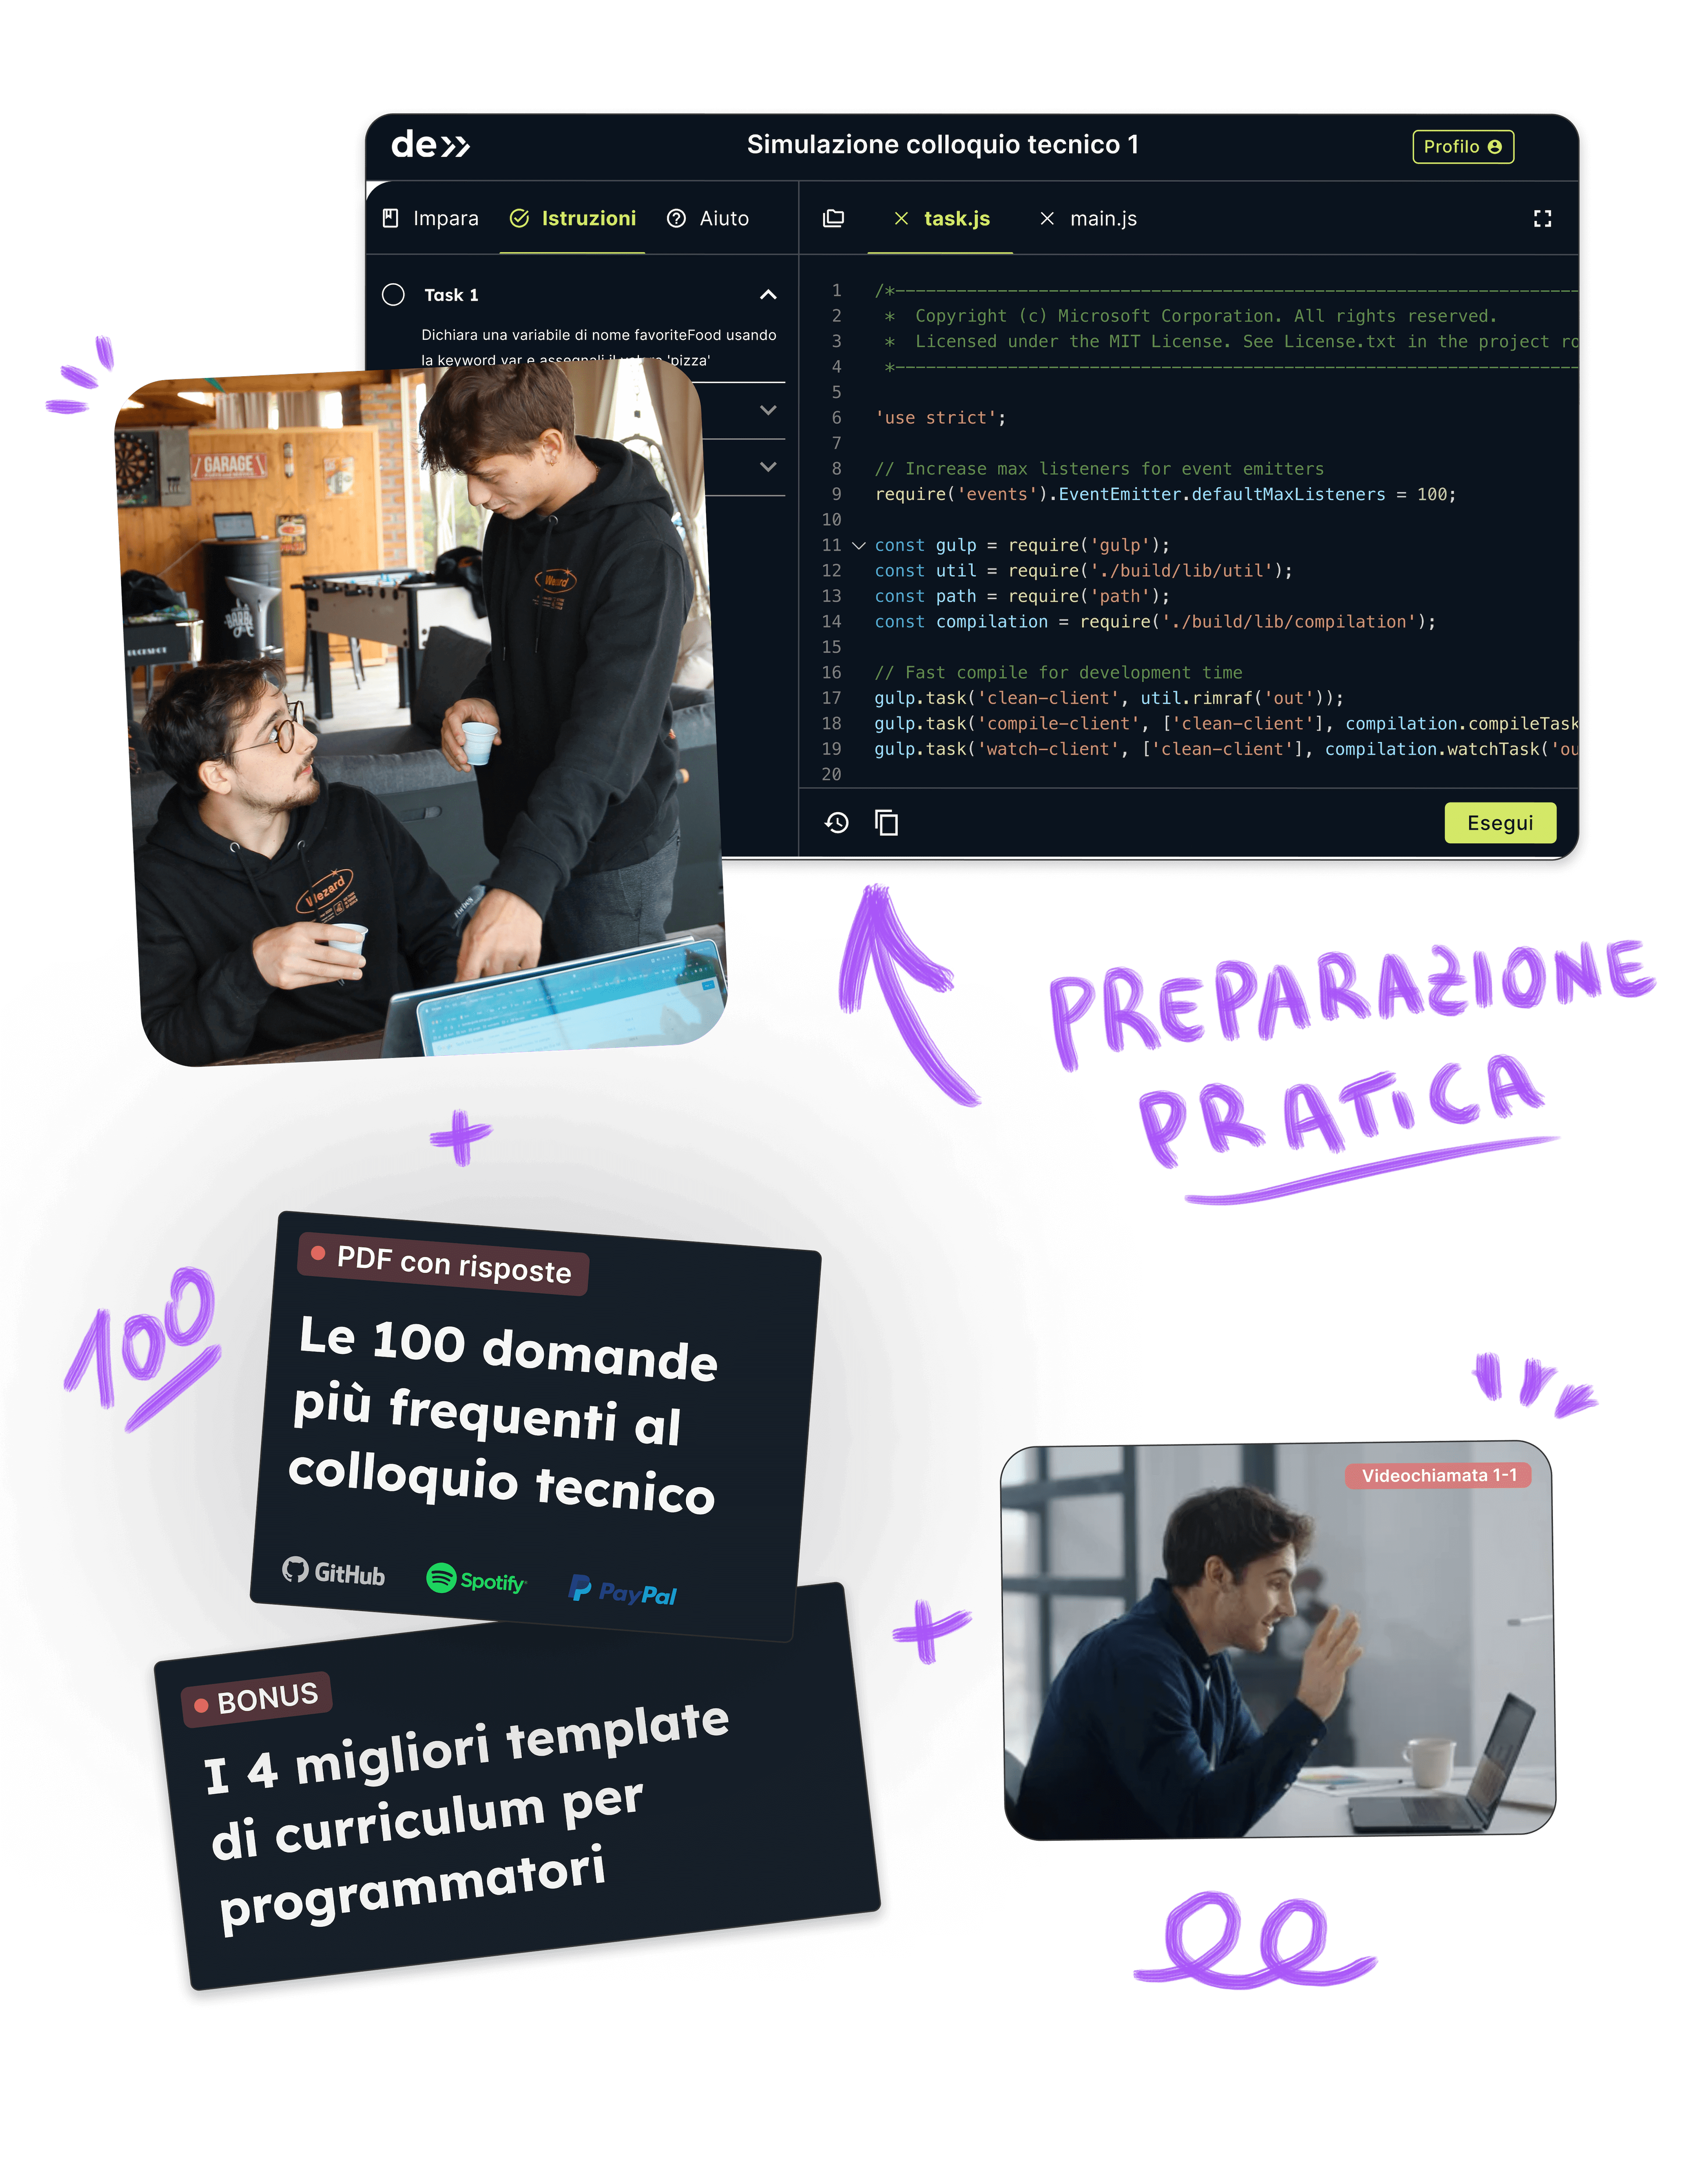 de»
Simulazione colloquio tecnico 1
Profilo
Impara
Istruzioni
Aiuto
task.js
main.js
Task 1
Dichiara una variabile di nome favoriteFood usando
la keyword var e assegnali il valore 'pizza'
1 /*------------------------------------------------------------------
2 * Copyright (c) Microsoft Corporation. All rights reserved.
3 * Licensed under the MIT License. See License.txt in the project ro
4 *------------------------------------------------------------------
5
6 'use strict';
7
8 // Increase max listeners for event emitters
9 require('events').EventEmitter.defaultMaxListeners = 100;
10
11 const gulp = require('gulp');
12 const util = require('./build/lib/util');
13 const path = require('path');
14 const compilation = require('./build/lib/compilation');
15
16 // Fast compile for development time
17 gulp.task('clean-client', util.rimraf('out'));
18 gulp.task('compile-client', ['clean-client'], compilation.compileTask
19 gulp.task('watch-client', ['clean-client'], compilation.watchTask('ou
20
Esegui
GARAGE
Wezard
Wezard
PREPARAZIONE
PRATICA
100
PDF con risposte
Le 100 domande
più frequenti al
colloquio tecnico
GitHub
Spotify
PayPal
BONUS
I 4 migliori template
di curriculum per
programmatori
Videochiamata 1-1